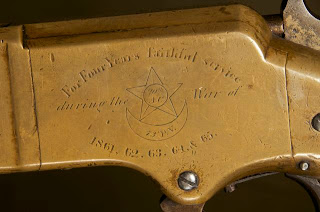 For Four Years Faithful Service
during the War of
1861. 62. 63. 64. & 65.